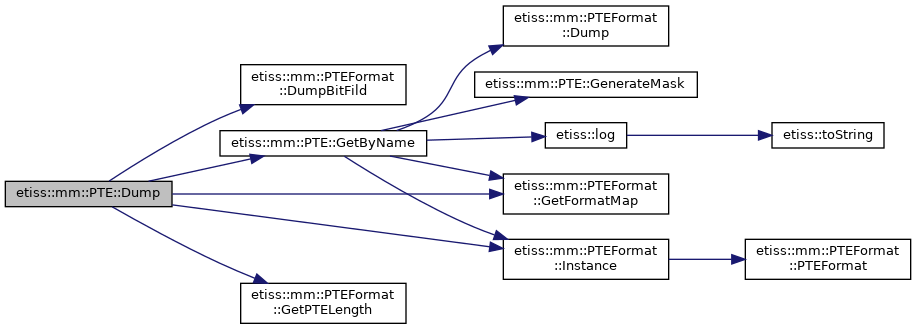 etiss::mm::PTEFormat
::Dump
etiss::mm::PTEFormat
::DumpBitFild
etiss::mm::PTE::GenerateMask
etiss::mm::PTE::GetByName
etiss::log
etiss::toString
etiss::mm::PTE::Dump
etiss::mm::PTEFormat
::GetFormatMap
etiss::mm::PTEFormat
::Instance
etiss::mm::PTEFormat
::PTEFormat
etiss::mm::PTEFormat
::GetPTELength